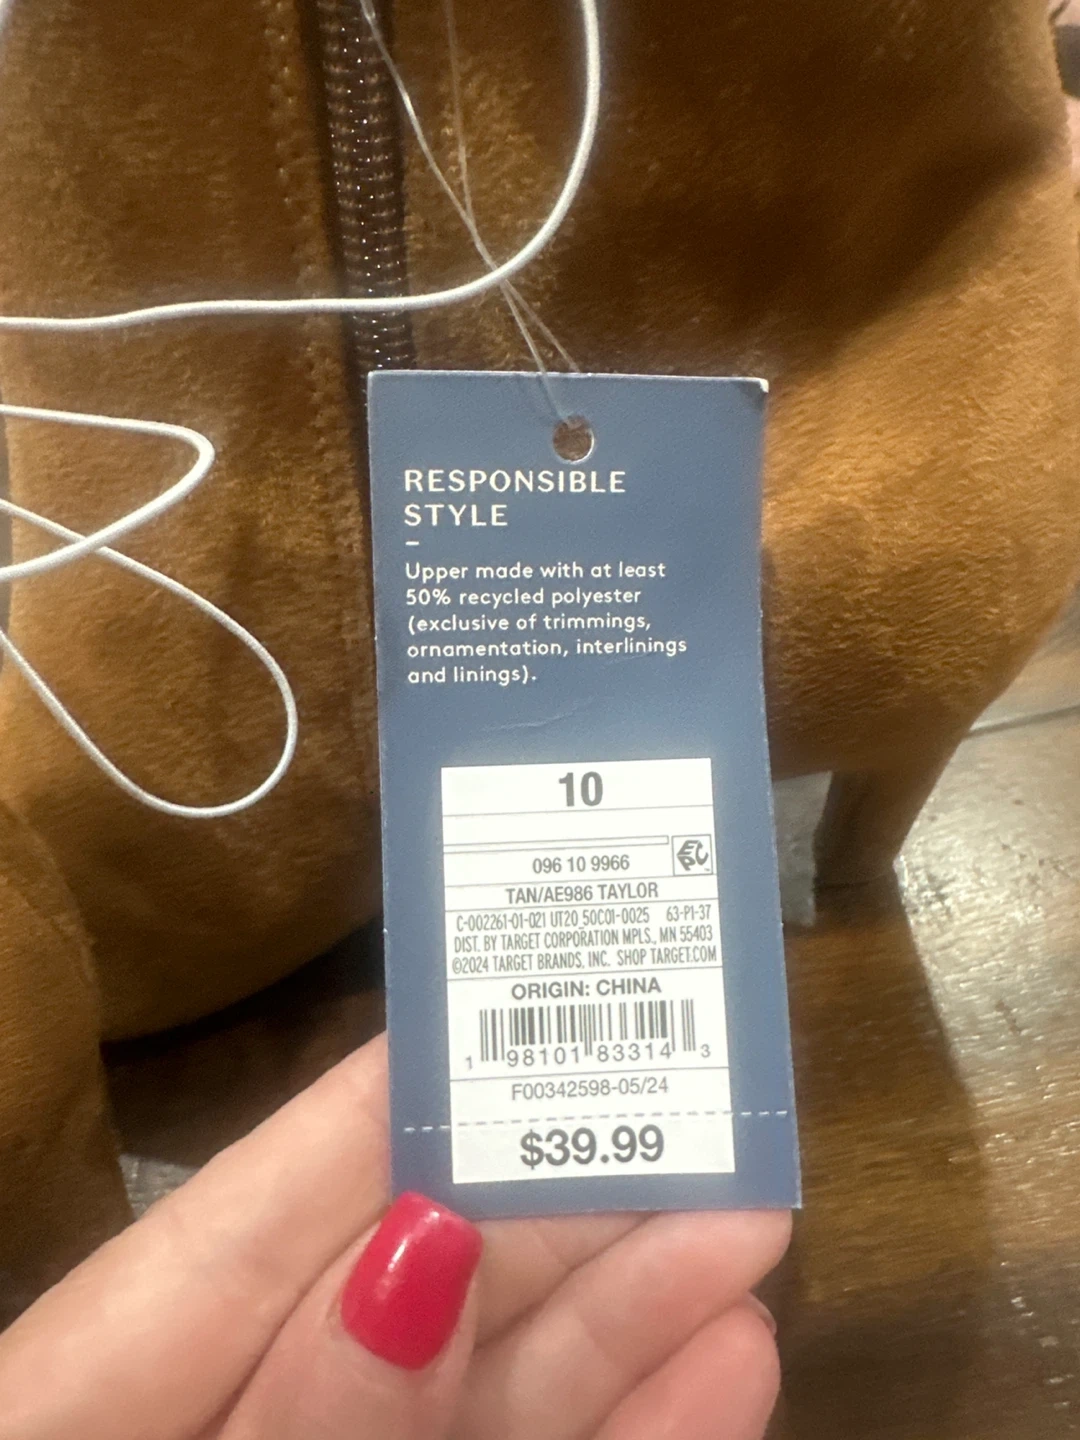 RESPONSIBLE
STYLE
–
Upper made with at least
50% recycled polyester
(exclusive of trimmings,
ornamentation, interlinings
and linings).
10
096 10 9966
EPC
TAN/AE986 TAYLOR
C-002261-01-021 UT20_50C01-0025 63-P1-37
DIST. BY TARGET CORPORATION MPLS., MN 55403
©2024 TARGET BRANDS, INC. SHOP TARGET.COM
ORIGIN: CHINA
1 98101 83314 3
F00342598-05/24
$39.99